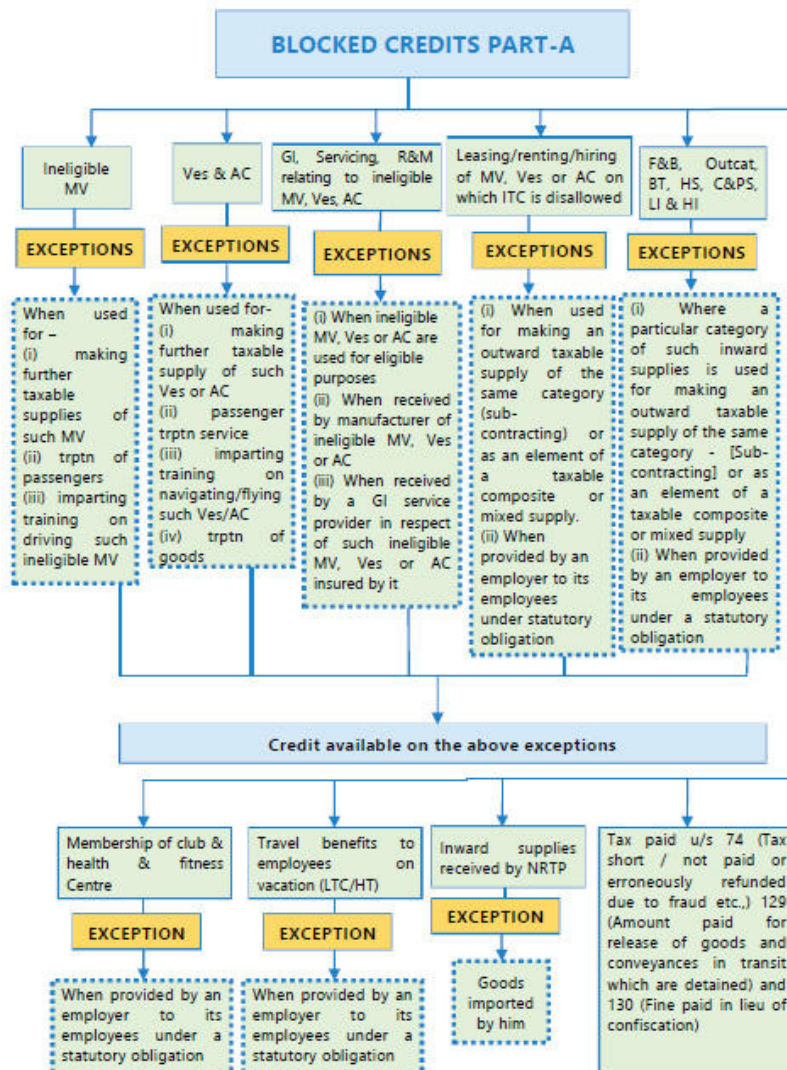 BLOCKED CREDITS PART-A
Ineligible
MV
EXCEPTIONS
When used
for –
(i) making
further
taxable
supplies of
such MV
(ii) trptn of
passengers
(iii) imparting
training on
driving such
ineligible MV
Ves & AC
EXCEPTIONS
When used for-
(i) making
further taxable
supply of such
Ves or AC
(ii) passenger
trptn service
(iii) imparting
training on
navigating/flying
such Ves/AC
(iv) trptn of
goods
GI, Servicing, R&M
relating to ineligible
MV, Ves, AC
EXCEPTIONS
(i) When ineligible
MV, Ves or AC are
used for eligible
purposes
(ii) When received
by manufacturer of
ineligible MV, Ves
or AC
(iii) When received
by a GI service
provider in respect
of such ineligible
MV, Ves or AC
insured by it
Leasing/renting/hiring
of MV, Ves or AC on
which ITC is disallowed
EXCEPTIONS
(i) When used
for making an
outward taxable
supply of the
same category
(sub-
contracting) or
as an element of
a taxable
composite or
mixed supply.
(ii) When
provided by an
employer to its
employees
under statutory
obligation
F&B, Outcat,
BT, HS, C&PS,
LI & HI
EXCEPTIONS
(i) Where a
particular category
of such inward
supplies is used
for making an
outward taxable
supply of the same
category - [Sub-
contracting] or as
an element of a
taxable composite
or mixed supply
(ii) When provided
by an employer to
its employees
under a statutory
obligation
Credit available on the above exceptions
Membership of club &
health & fitness
Centre
EXCEPTION
When provided by an
employer to its
employees under a
statutory obligation
Travel benefits to
employees on
vacation (LTC/HT)
EXCEPTION
When provided by an
employer to its
employees under a
statutory obligation
Inward supplies
received by NRTP
EXCEPTION
Goods
imported
by him
Tax paid u/s 74 (Tax
short / not paid or
erroneously refunded
due to fraud etc.,) 129
(Amount paid for
release of goods and
conveyances in transit
which are detained) and
130 (Fine paid in lieu of
confiscation)